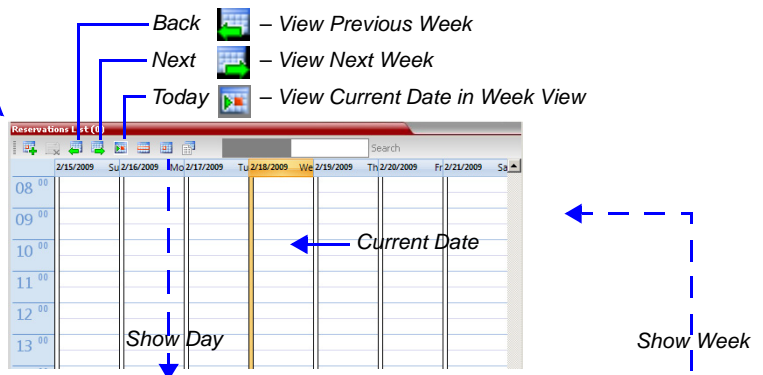 Back – View Previous Week
Next – View Next Week
Today – View Current Date in Week View
Reservations List (0)
Search
2/15/2009 Su 2/16/2009 Mo 2/17/2009 Tu 2/18/2009 We 2/19/2009 Th 2/20/2009 Fr 2/21/2009 Sa
08 00
09 00
Current Date
10 00
11 00
12 00
Show Day
Show Week
13 00